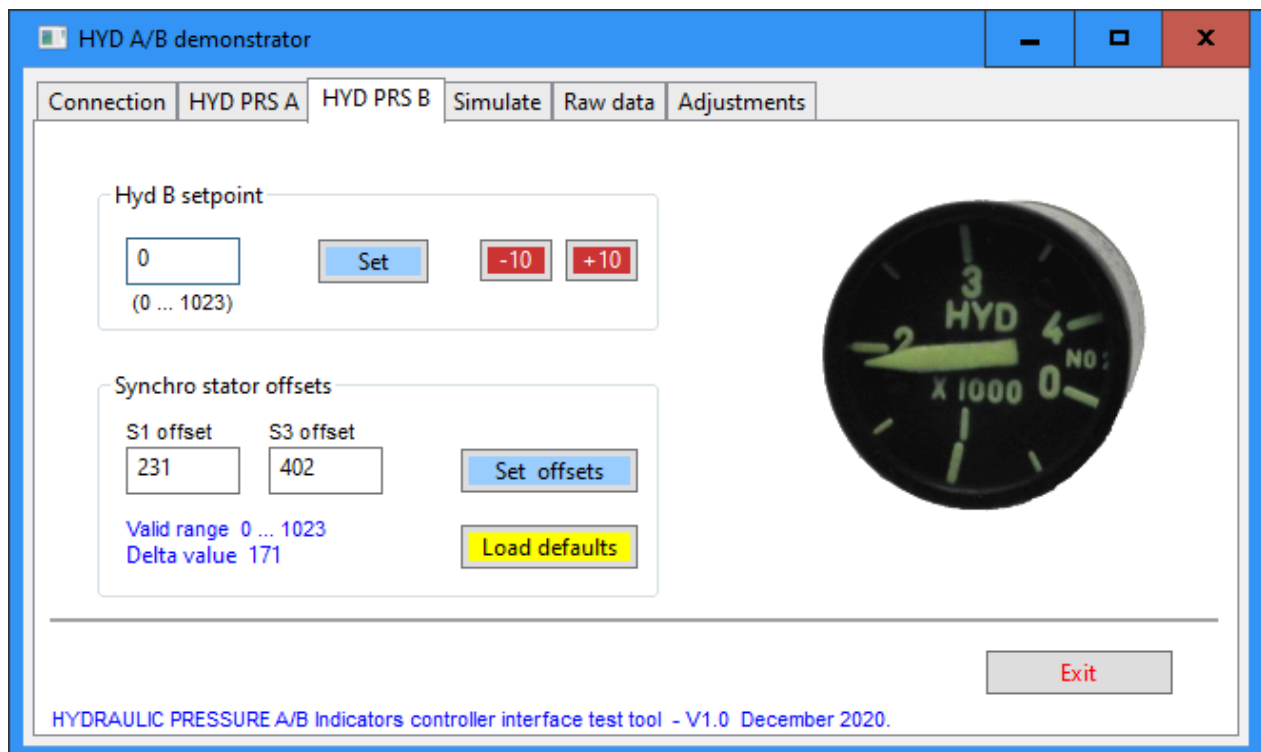 HYD A/B demonstrator
Connection HYD PRS A HYD PRS B Simulate Raw data Adjustments
Hyd B setpoint
0 Set -10 +10
(0 ... 1023)
Synchro stator offsets
S1 offset S3 offset
231 402 Set offsets
Valid range 0 ... 1023
Delta value 171
Load defaults
3
HYD
2 4
NO
X 1000 0
Exit
HYDRAULIC PRESSURE A/B Indicators controller interface test tool - V1.0 December 2020.